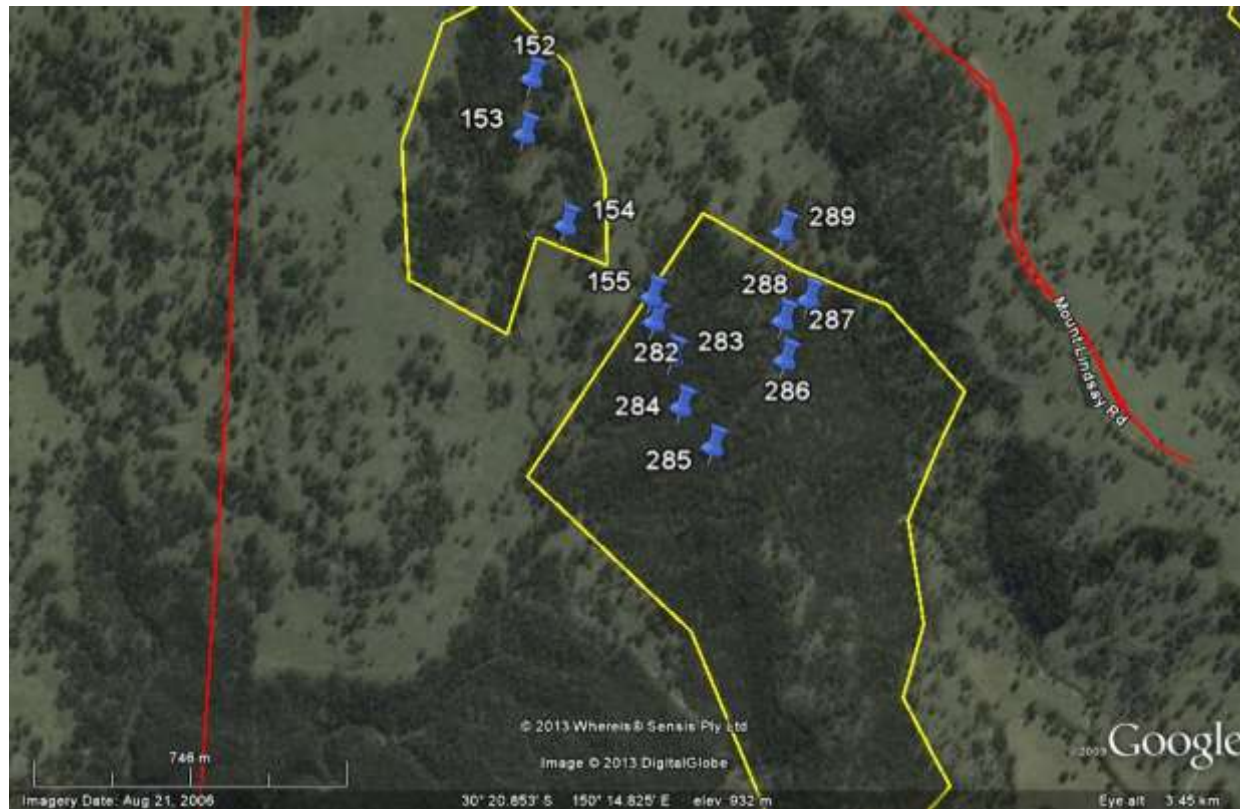 152
153
154
289
155
288
287
282
283
286
284
285
Mount Lindsay Rd
© 2013 Whereis® Sensis Pty Ltd
Image © 2013 DigitalGlobe
©2009 Google
746 m
Imagery Date: Aug 21, 2006
30° 20.853' S 150° 14.825' E elev 932 m
Eye alt 3.45 km